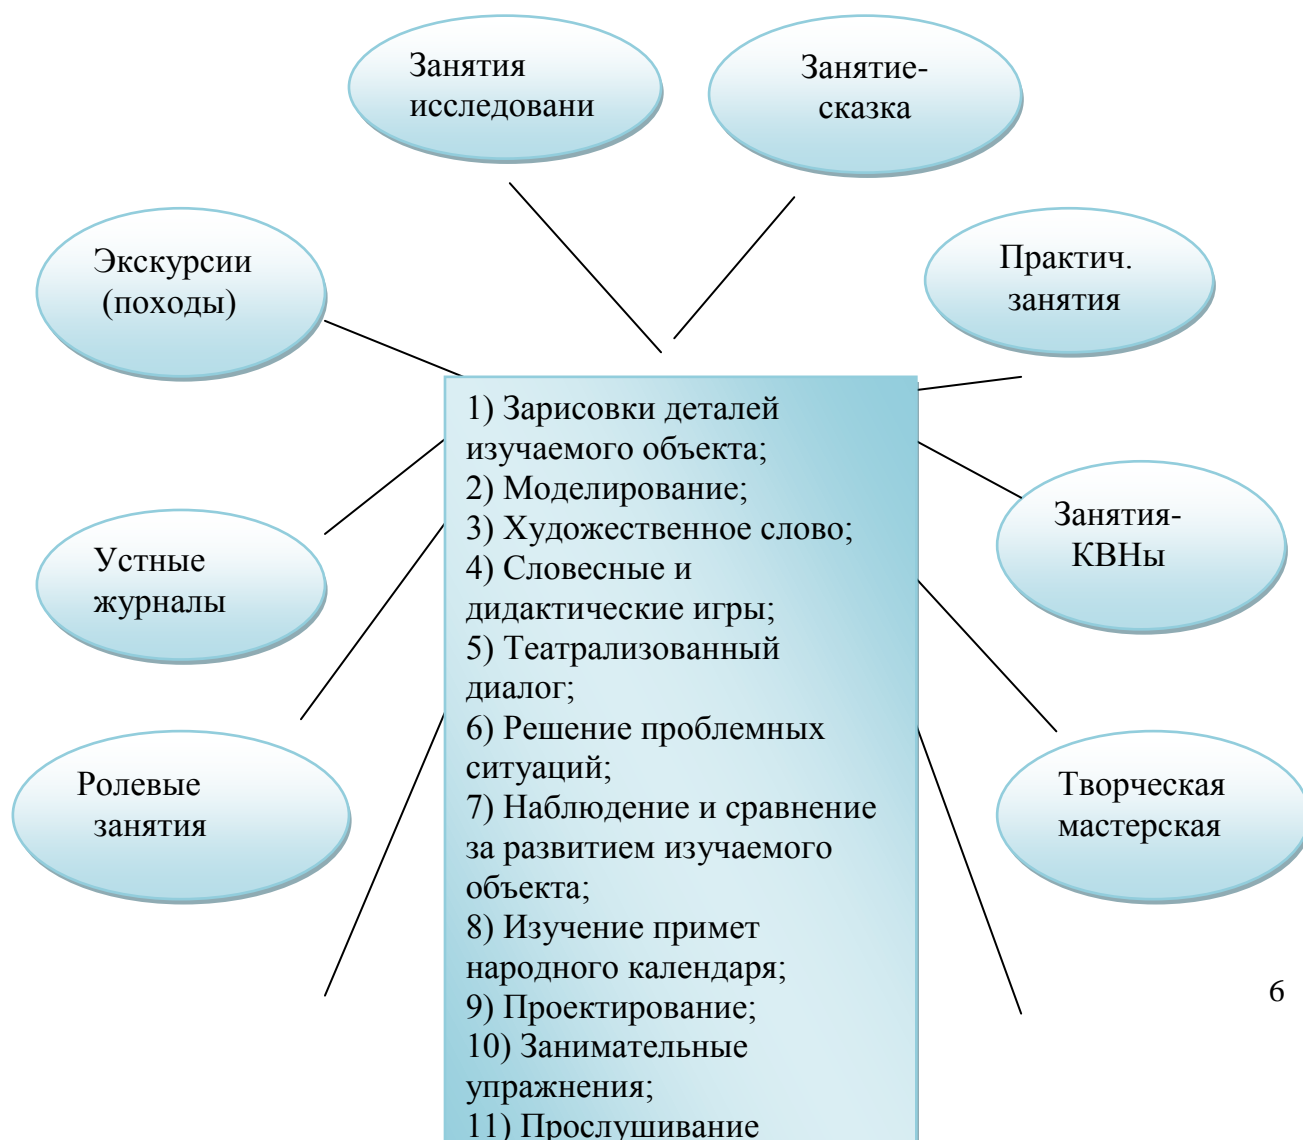 Занятия
исследовани
Занятие-
сказка
Экскурсии
(походы)
Практич.
занятия
1) Зарисовки деталей
изучаемого объекта;
2) Моделирование;
3) Художественное слово;
4) Словесные и
дидактические игры;
5) Театрализованный
диалог;
6) Решение проблемных
ситуаций;
7) Наблюдение и сравнение
за развитием изучаемого
объекта;
8) Изучение примет
народного календаря;
9) Проектирование;
10) Занимательные
упражнения;
11) Прослушивание
Устные
журналы
Занятия-
КВНы
Ролевые
занятия
Творческая
мастерская
6